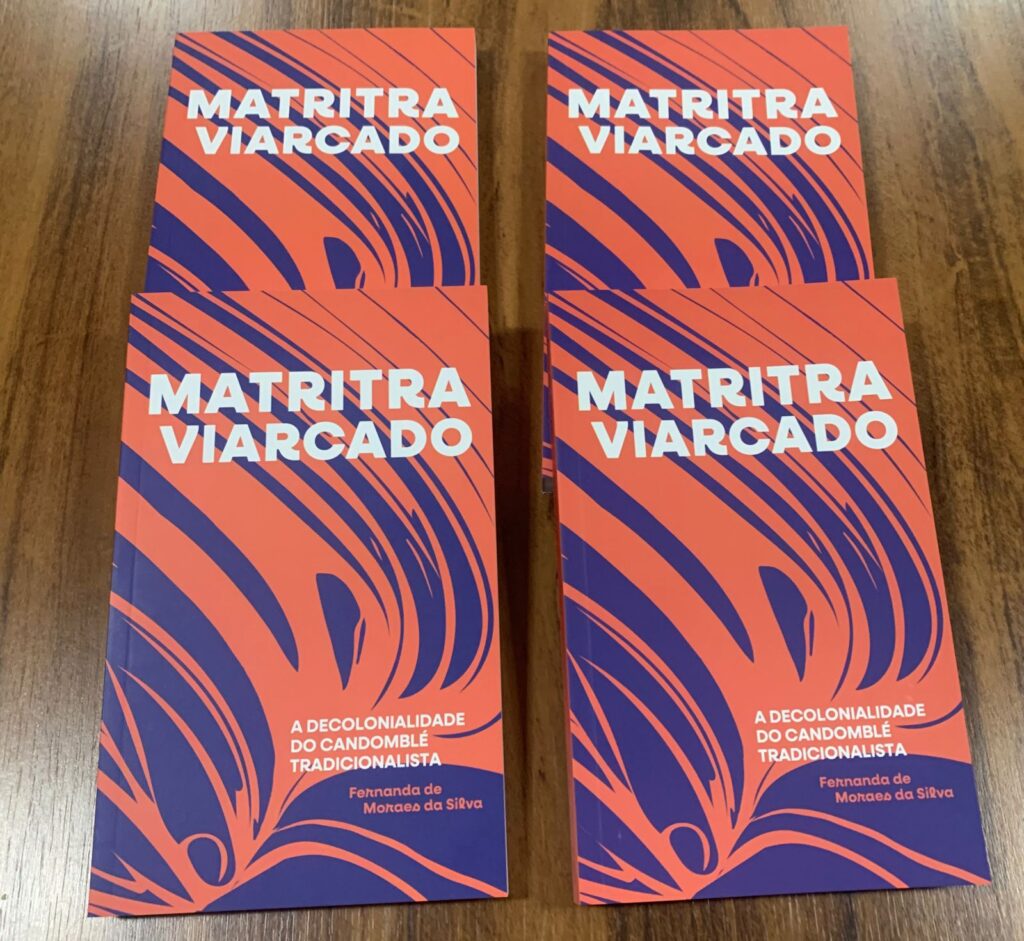 MATRITRA
VIARCADO
MATRITRA
VIARCADO
MATRITRA
VIARCADO
A DECOLONIALIDADE
DO CANDOMBLÉ
TRADICIONALISTA
Fernanda de
Moraes da Silva
MATRITRA
VIARCADO
A DECOLONIALIDADE
DO CANDOMBLÉ
TRADICIONALISTA
Fernanda de
Moraes da Silva